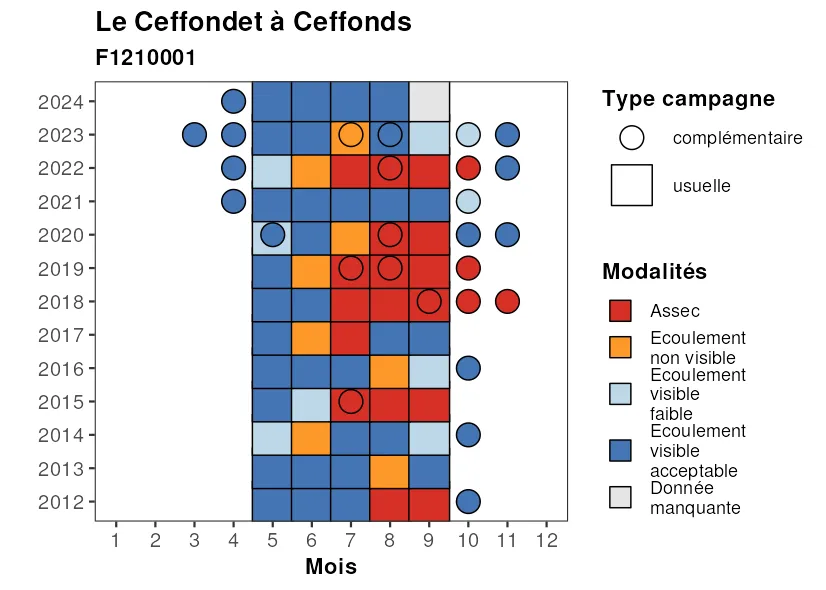 Le Ceffondet à Ceffonds
F1210001
2024
2023
2022
2021
2020
2019
2018
2017
2016
2015
2014
2013
2012
1 2 3 4 5 6 7 8 9 10 11 12
Mois
Type campagne
complémentaire
usuelle
Modalités
Assec
Ecoulement
non visible
Ecoulement
visible
faible
Ecoulement
visible
acceptable
Donnée
manquante